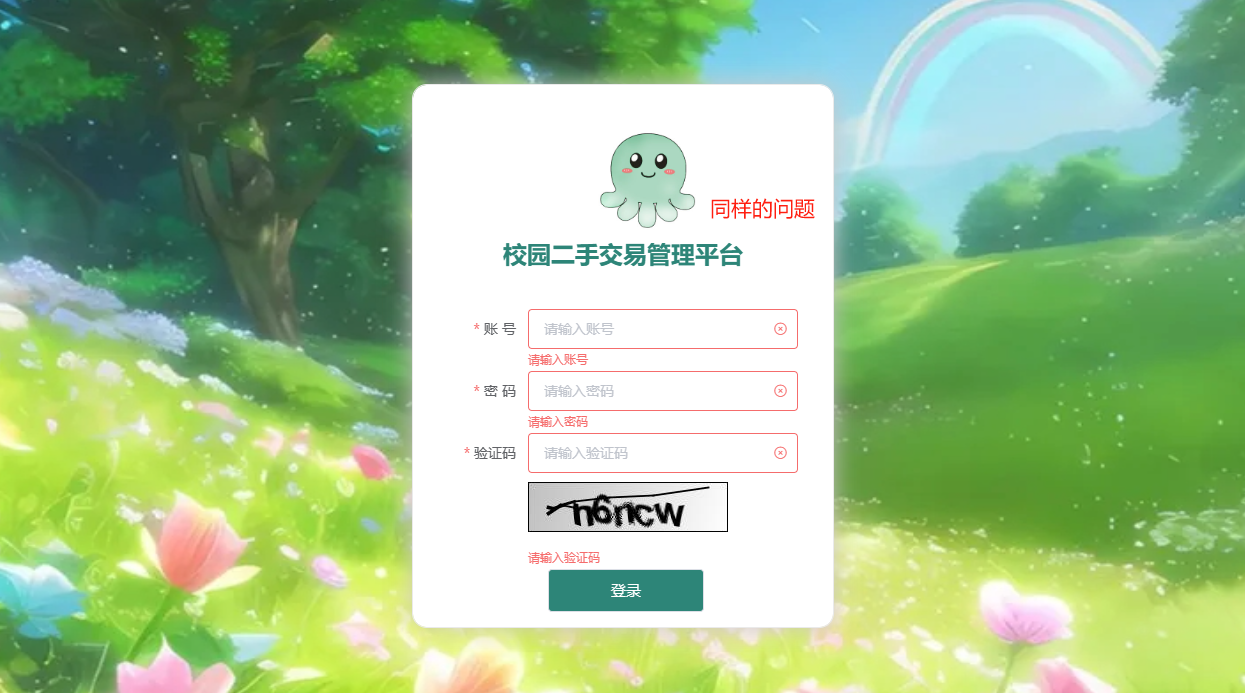 同样的问题
校园二手交易管理平台
* 账 号 请输入账号
请输入账号
* 密 码 请输入密码
请输入密码
* 验证码 请输入验证码
n6ncw
请输入验证码
登录